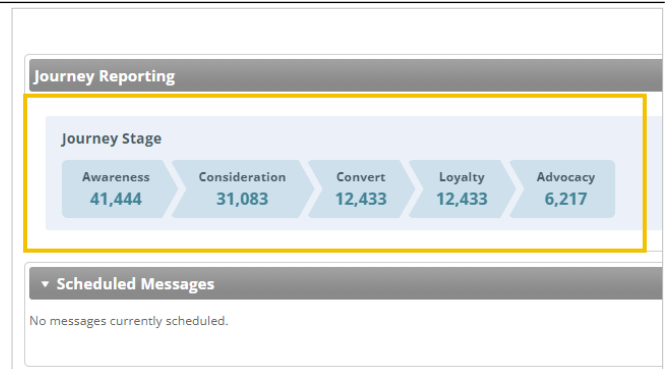 Journey Reporting
Journey Stage
Awareness Consideration Convert Loyalty Advocacy
41,444 31,083 12,433 12,433 6,217
Scheduled Messages
No messages currently scheduled.